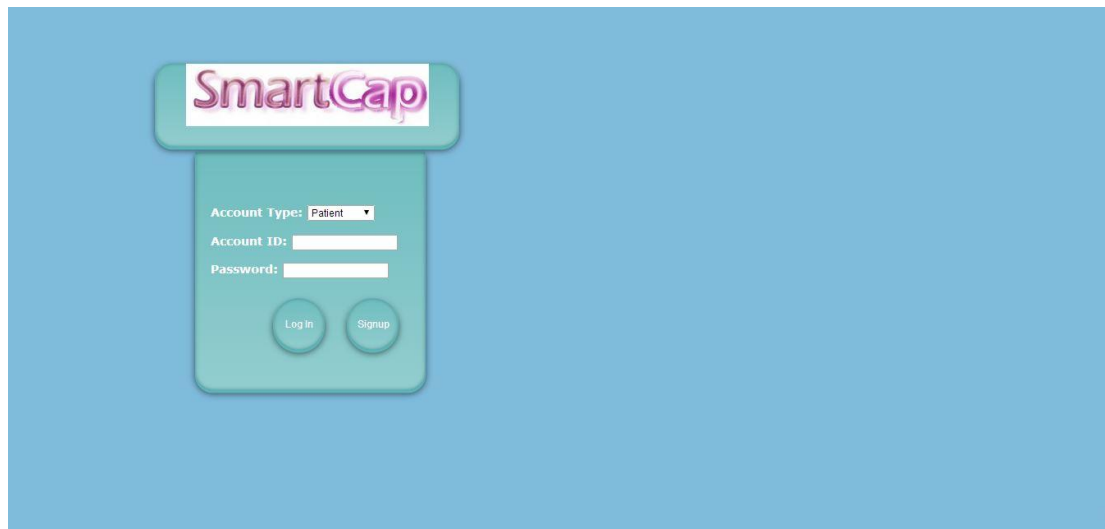 SmartCap
Account Type: Patient
Account ID:
Password:
Log In Signup